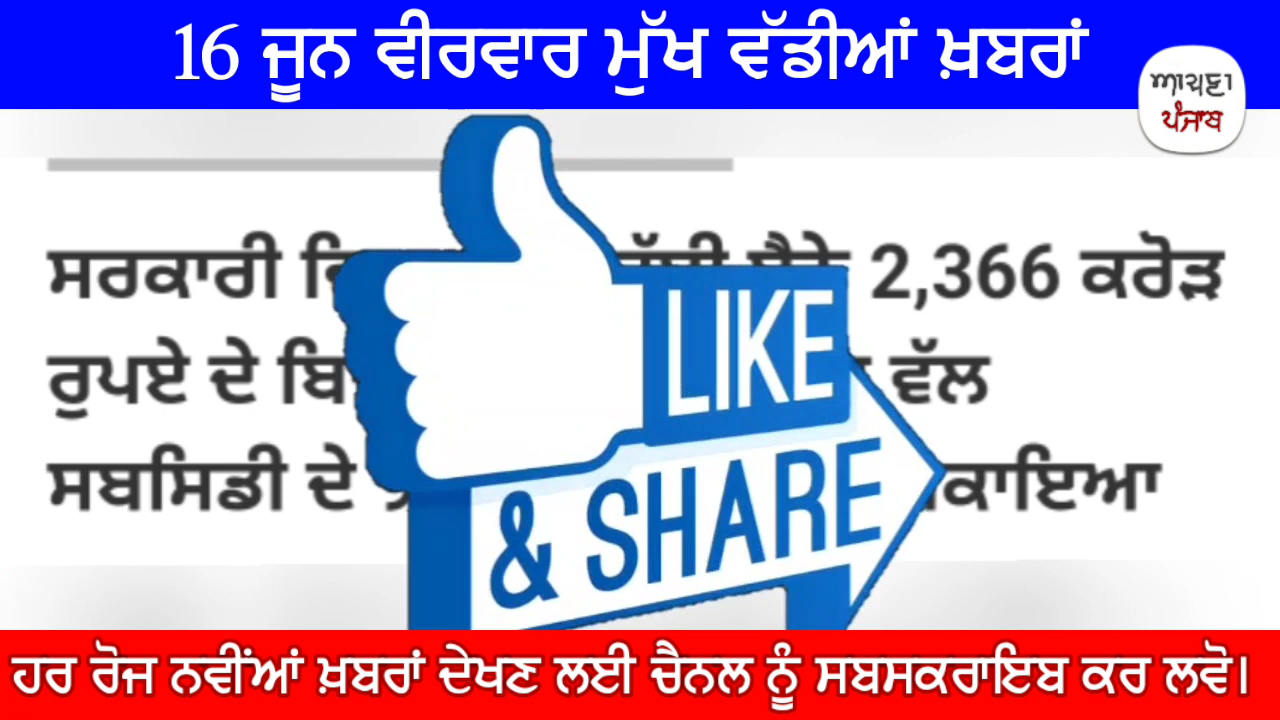 16 ਜੂਨ ਵੀਰਵਾਰ ਮੁੱਖ ਵੱਡੀਆਂ ਖ਼ਬਰਾਂ
ਆਪਣਾ
ਪੰਜਾਬ
ਸਰਕਾਰੀ 2,366 ਕਰੋੜ
ਰੁਪਏ ਦੇ ਵੱਲ
ਸਬਸਿਡੀ ਦੇ
LIKE
& SHARE
ਹਰ ਰੋਜ ਨਵੀਂਆਂ ਖ਼ਬਰਾਂ ਦੇਖਣ ਲਈ ਚੈਨਲ ਨੂੰ ਸਬਸਕਰਾਇਬ ਕਰ ਲਵੋ।